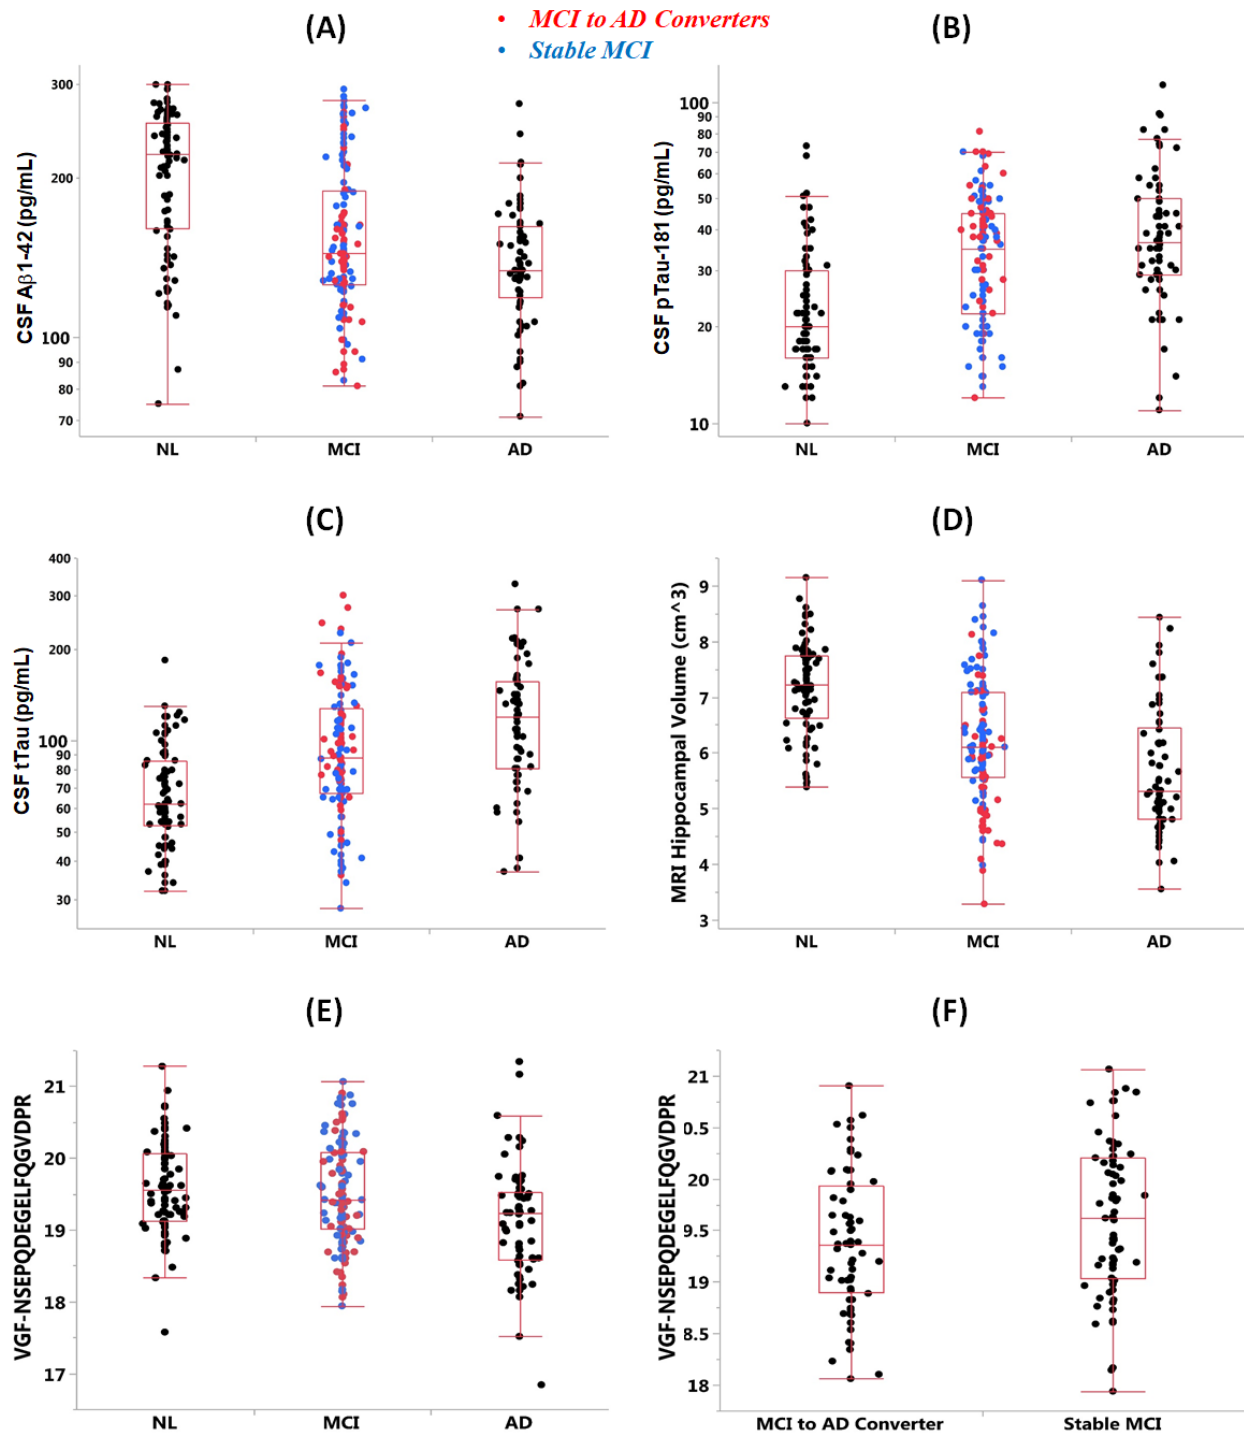 (A)
• MCI to AD Converters
• Stable MCI
(B)
CSF Aβ1-42 (pg/mL)
300
200
100
90
80
70
NL
MCI
AD
CSF pTau-181 (pg/mL)
100
90
80
70
60
50
40
30
20
10
NL
MCI
AD
(C)
(D)
CSF tTau (pg/mL)
400
300
200
100
90
80
70
60
50
40
30
NL
MCI
AD
MRI Hippocampal Volume (cm^3)
9
8
7
6
5
4
3
NL
MCI
AD
(E)
(F)
VGF-NSEPQDEGELFQGVDPR
21
20
19
18
17
NL
MCI
AD
VGF-NSEPQDEGELFQGVDPR
21
0.5
20
9.5
19
8.5
18
MCI to AD Converter
Stable MCI